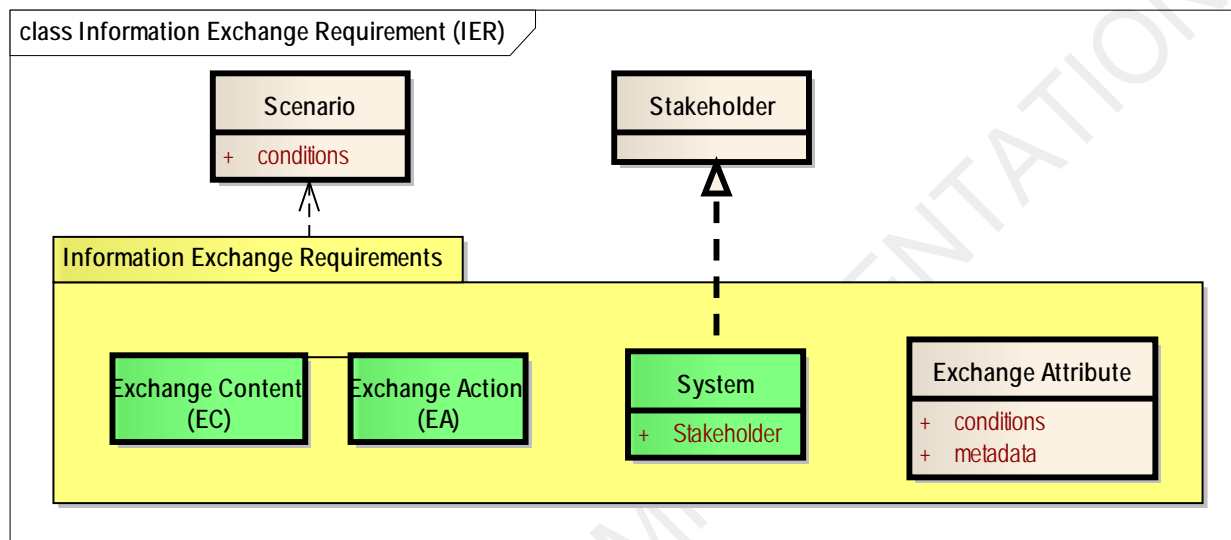 class Information Exchange Requirement (IER)
Scenario
+ conditions
Stakeholder
Information Exchange Requirements
Exchange Content
(EC)
Exchange Action
(EA)
System
+ Stakeholder
Exchange Attribute
+ conditions
+ metadata